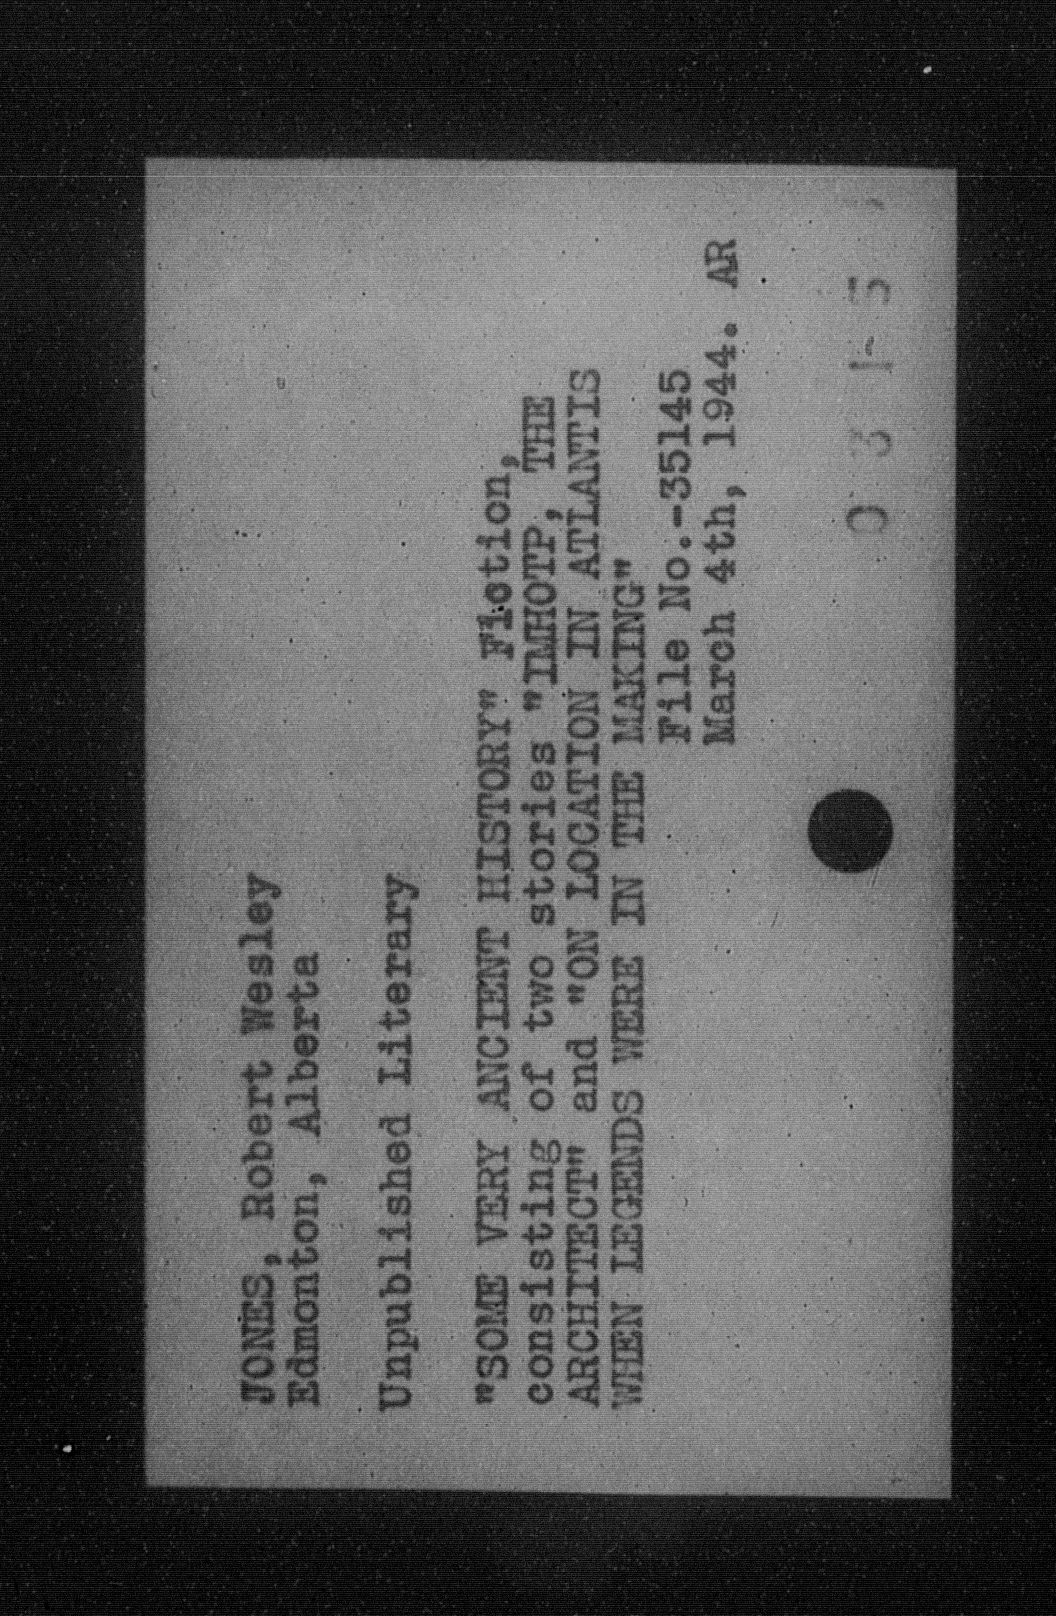 JONES, Robert Wesley
Edmonton, Alberta
Unpublished Literary
"SOME VERY ANCIENT HISTORY" Fiction,
consisting of two stories "IMHOTP, THE
ARCHITECT" and "ON LOCATION IN ATLANTIS
WHEN LEGENDS WERE IN THE MAKING"
File No.-35145
March 4th, 1944. AR